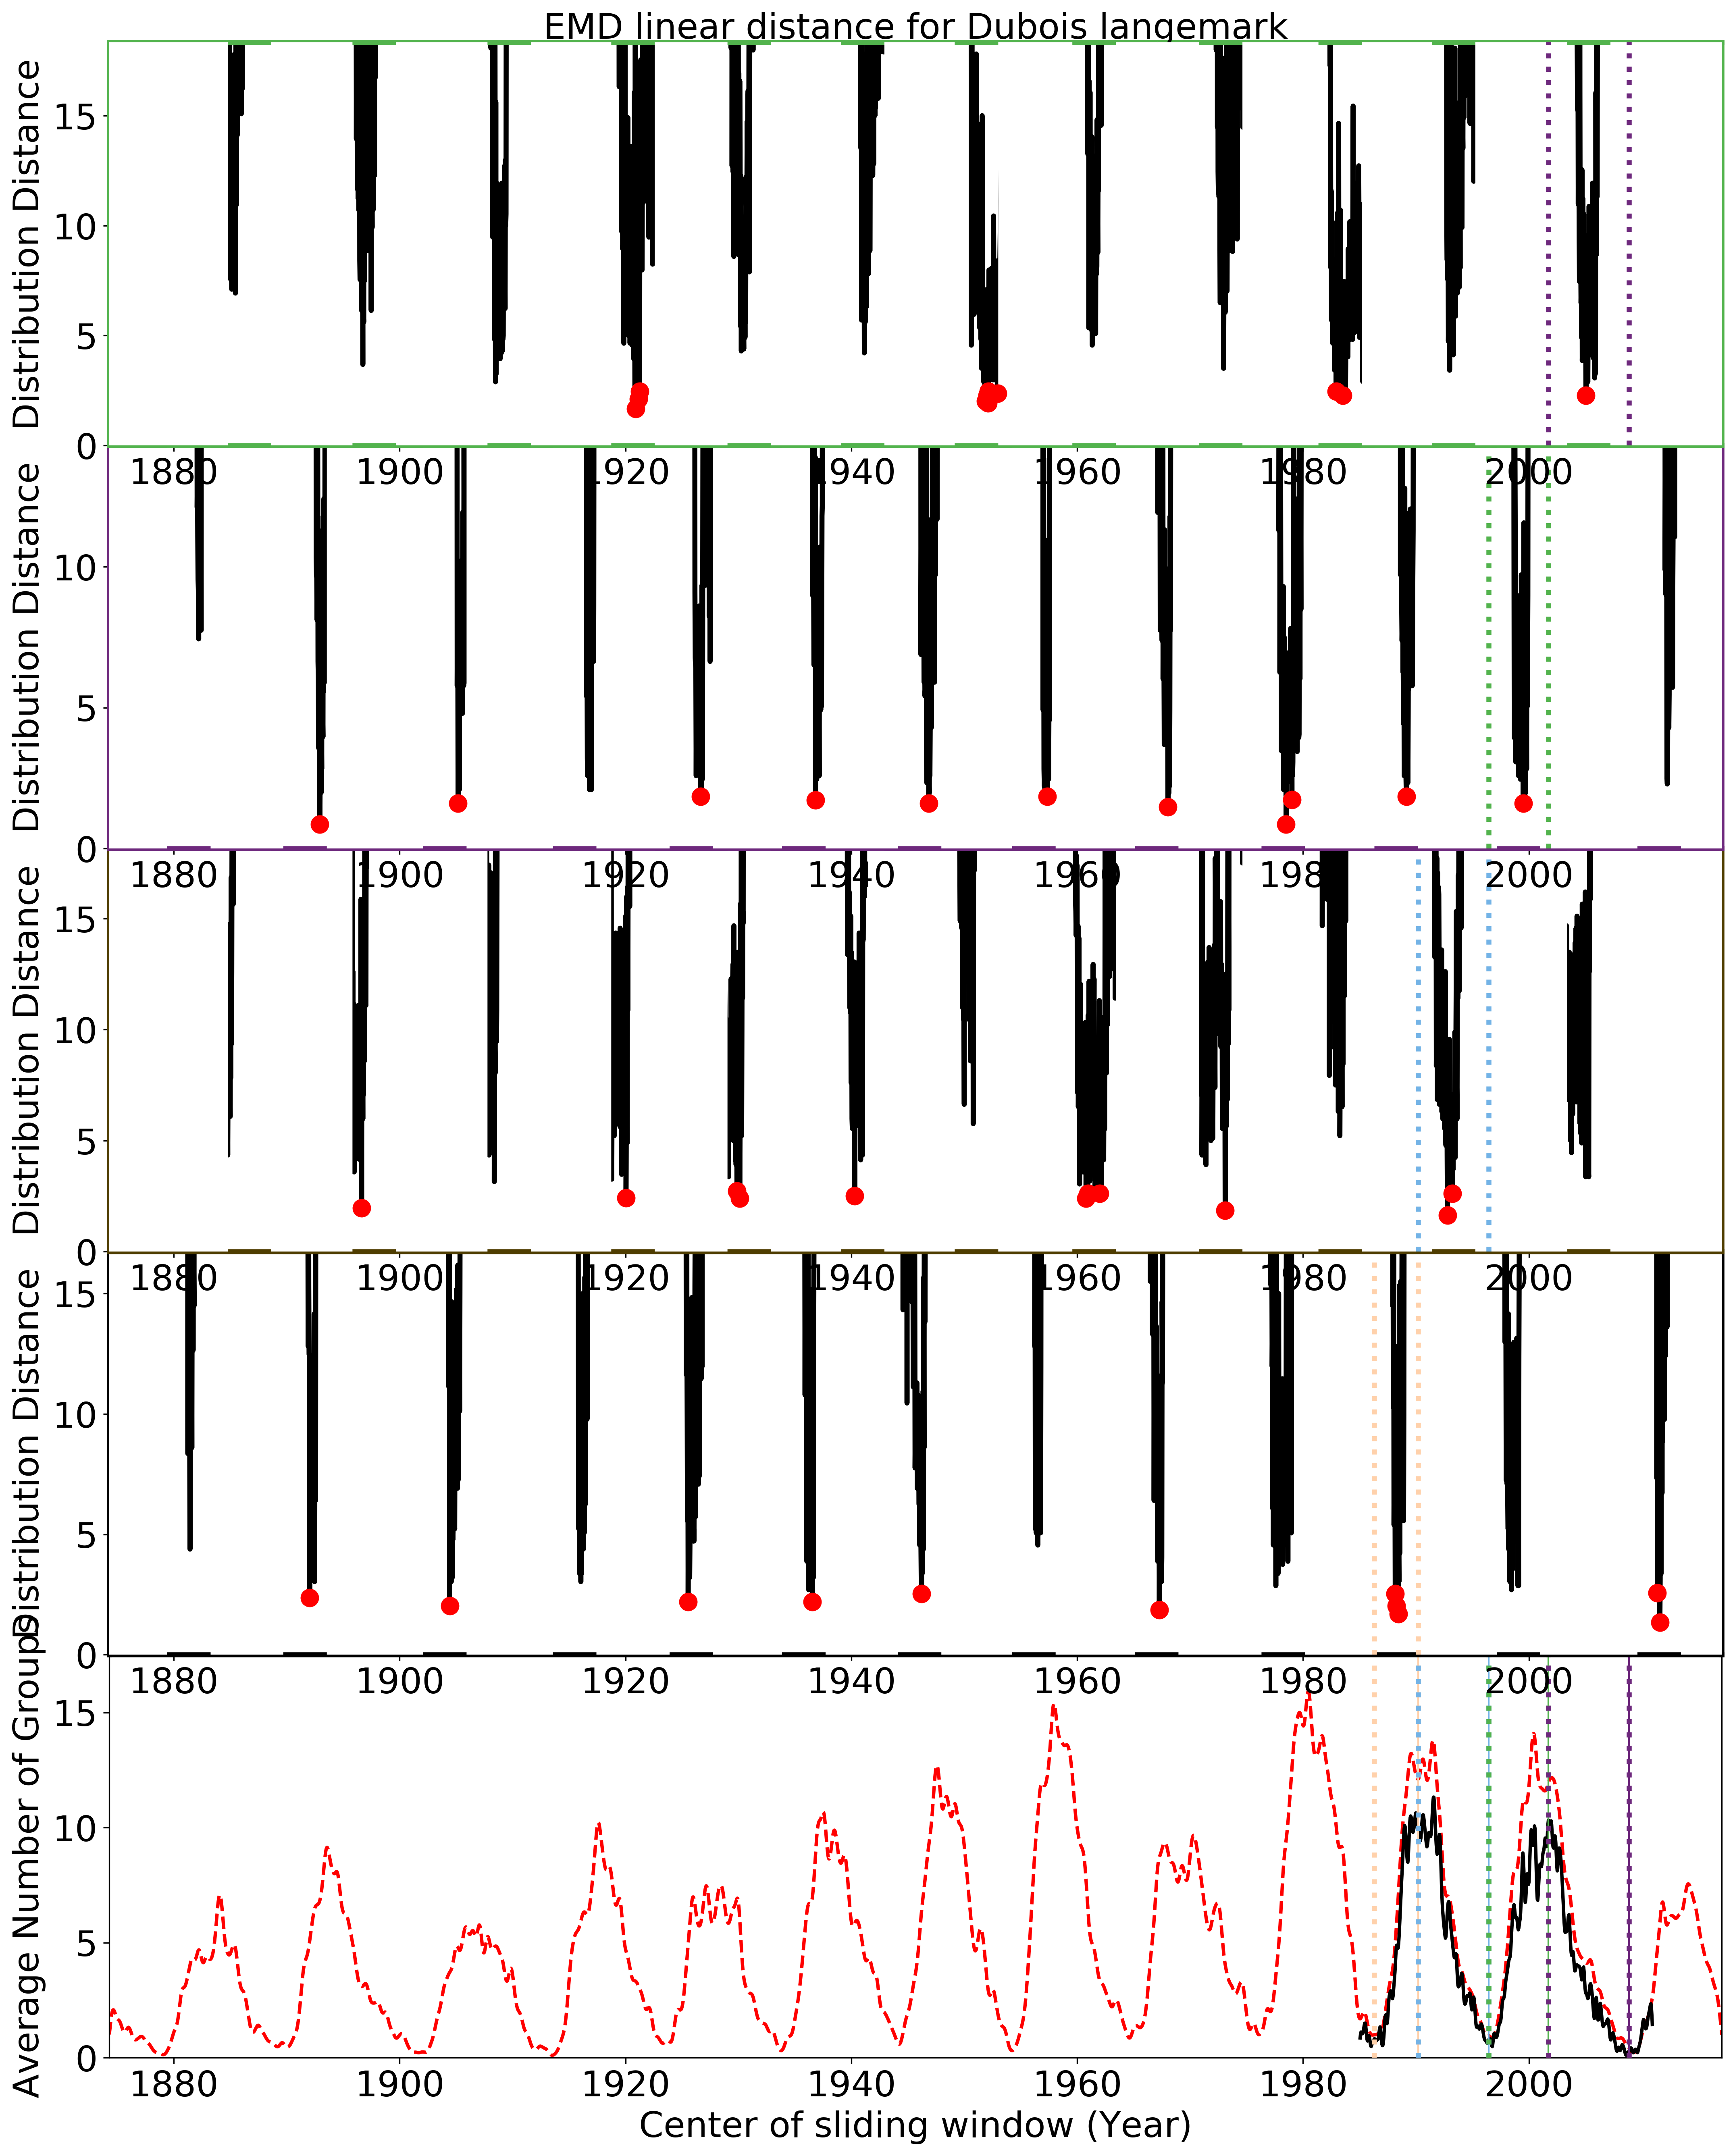 EMD linear distance for Dubois langemark
Distribution Distance
15
10
5
0
1880 1900 1920 1940 1960 1980 2000
Distribution Distance
10
5
0
1880 1900 1920 1940 1960 1980 2000
Distribution Distance
15
10
5
0
1880 1900 1920 1940 1960 1980 2000
Distribution Distance
15
10
5
0
1880 1900 1920 1940 1960 1980 2000
Average Number of Groups
15
10
5
0
1880 1900 1920 1940 1960 1980 2000
Center of sliding window (Year)